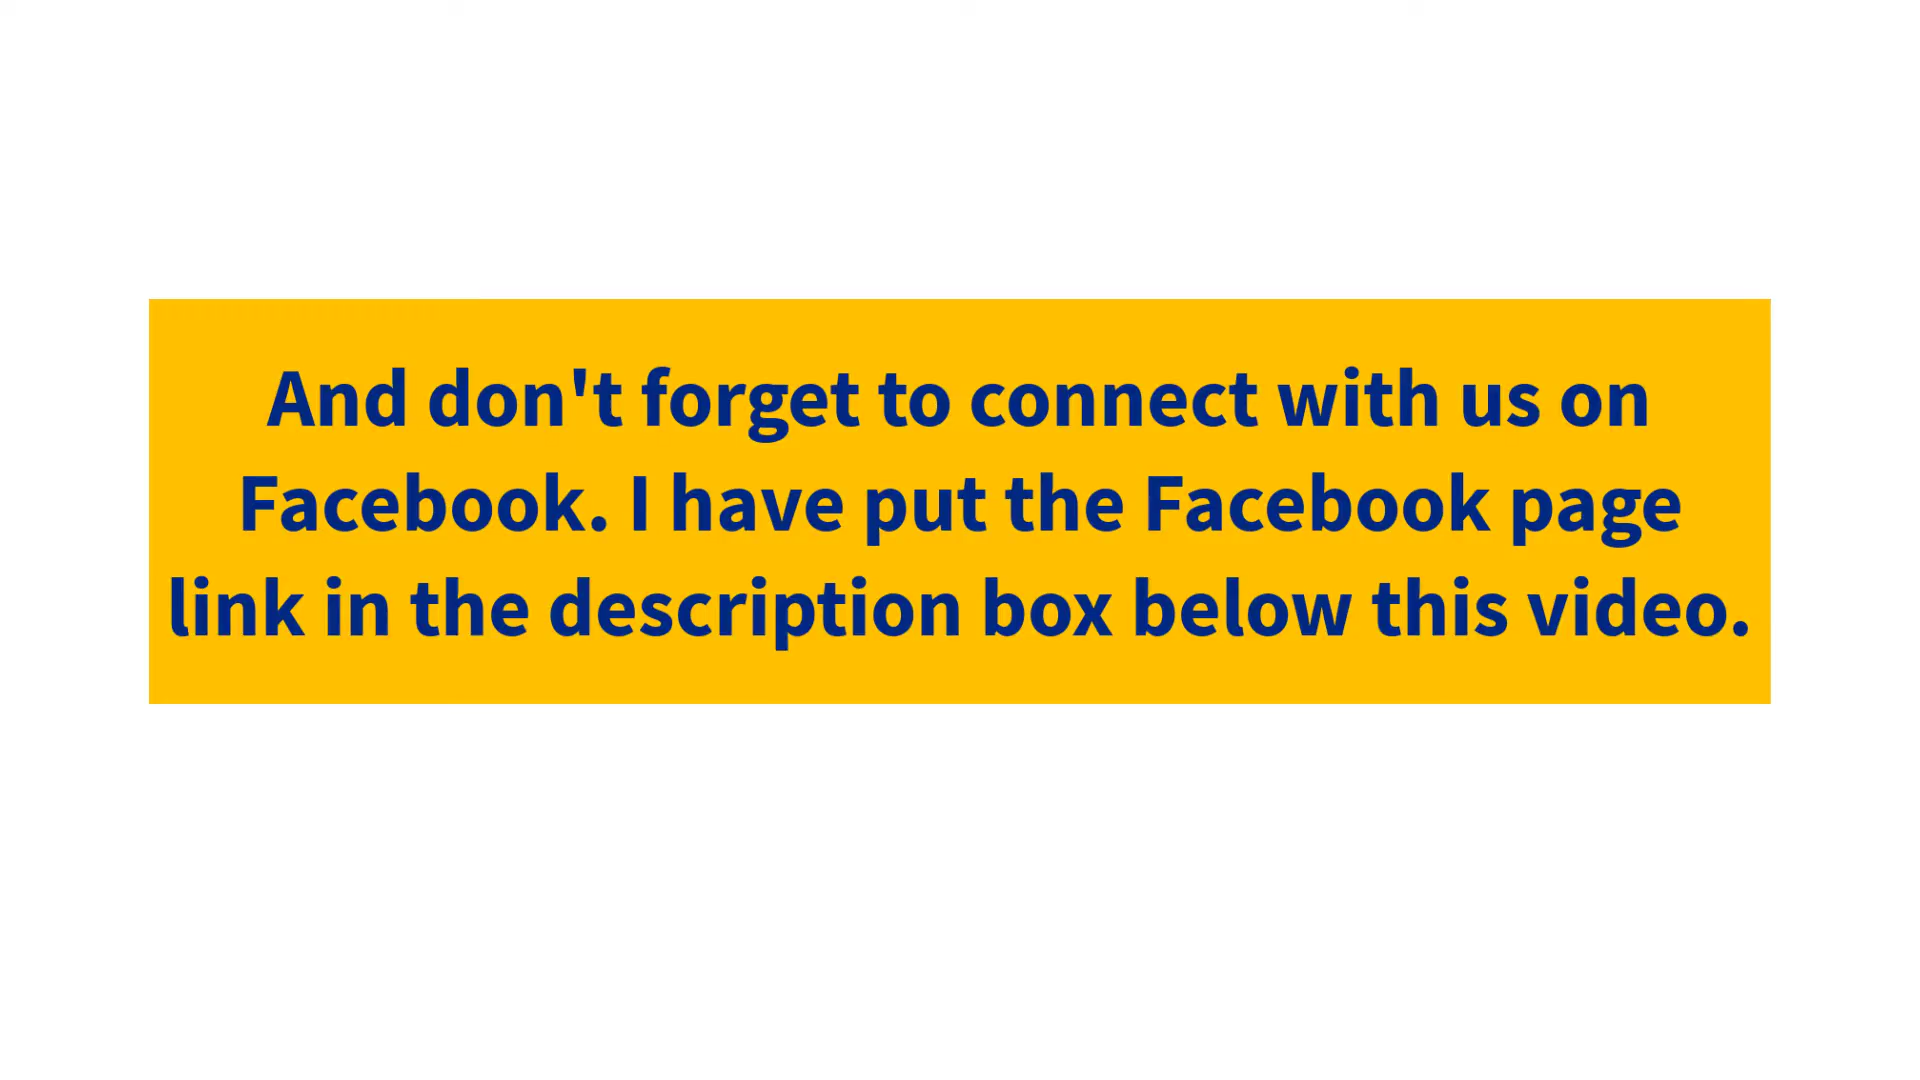 And don't forget to connect with us on
Facebook. I have put the Facebook page
link in the description box below this video.